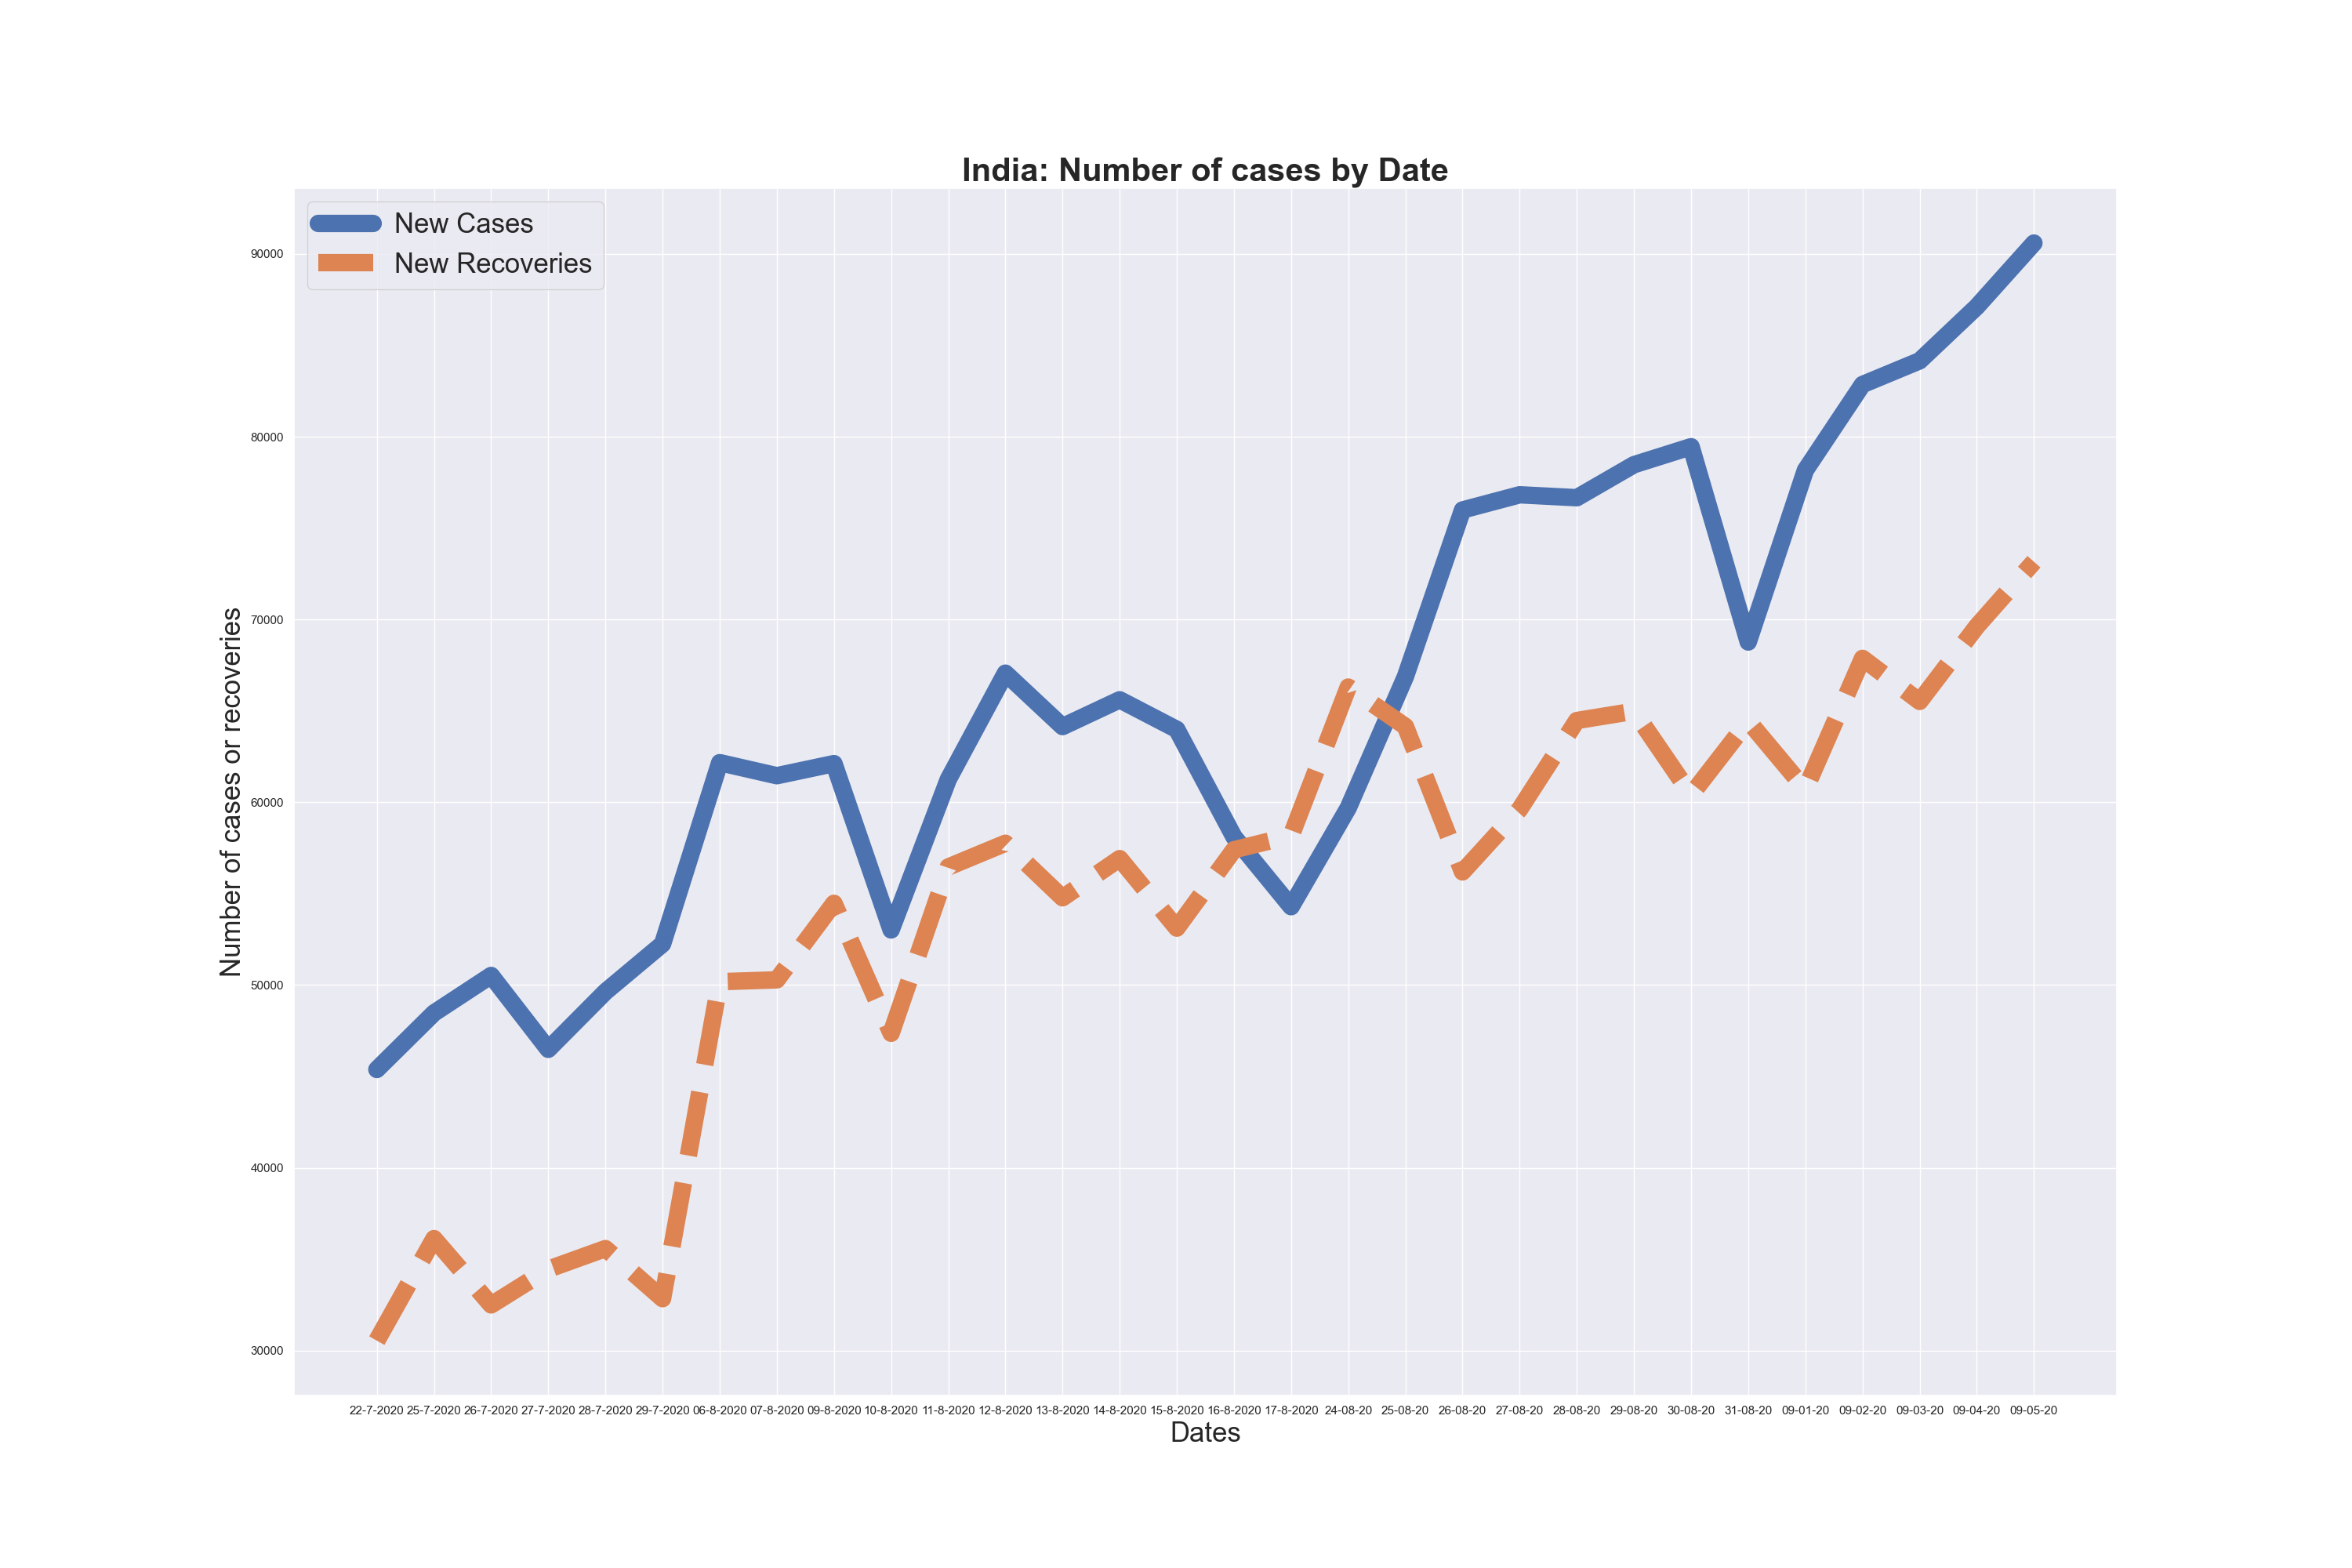 India: Number of cases by Date
New Cases
New Recoveries
90000
80000
70000
60000
50000
40000
30000
Number of cases or recoveries
22-7-2020 25-7-2020 26-7-2020 27-7-2020 28-7-2020 29-7-2020 06-8-2020 07-8-2020 09-8-2020 10-8-2020 11-8-2020 12-8-2020 13-8-2020 14-8-2020 15-8-2020 16-8-2020 17-8-2020 24-08-20 25-08-20 26-08-20 27-08-20 28-08-20 29-08-20 30-08-20 31-08-20 09-01-20 09-02-20 09-03-20 09-04-20 09-05-20
Dates